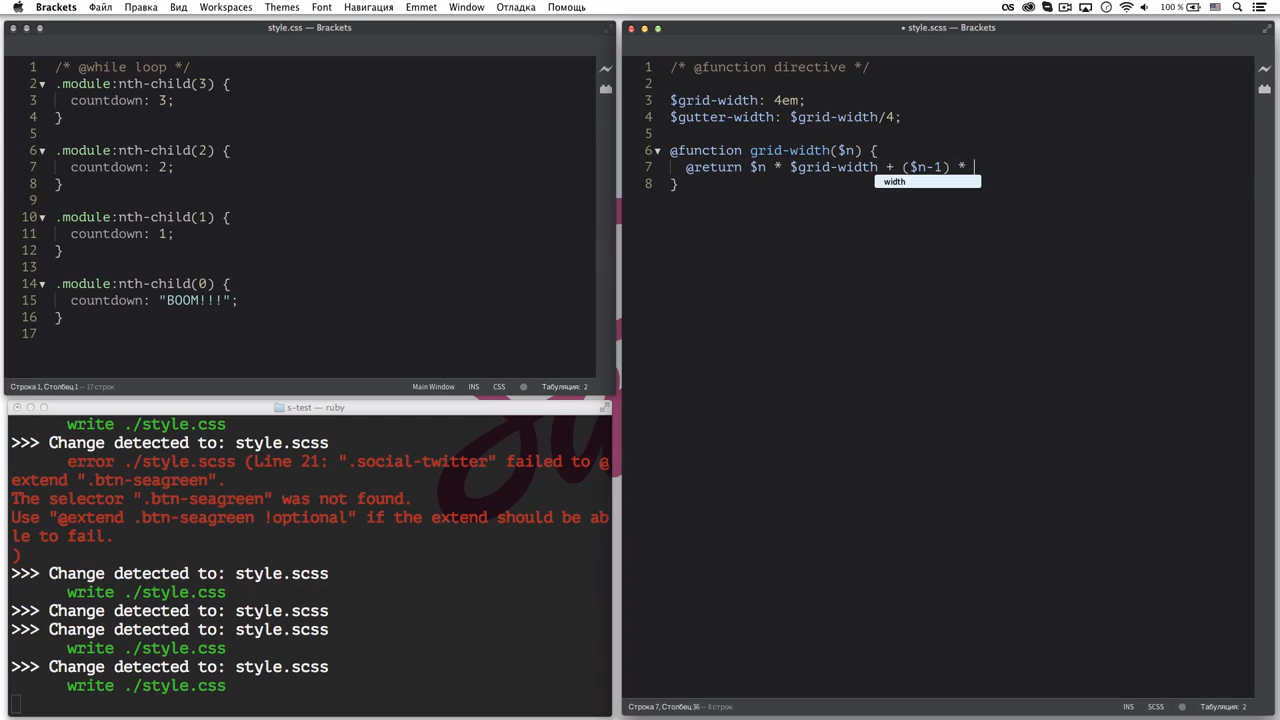 Brackets Файл Правка Вид Workspaces Themes Font Навигация Emmet Window Отладка Помощь 100 %
style.css — Brackets
1 /* @while loop */
2 .module:nth-child(3) {
3 countdown: 3;
4 }
5
6 .module:nth-child(2) {
7 countdown: 2;
8 }
9
10 .module:nth-child(1) {
11 countdown: 1;
12 }
13
14 .module:nth-child(0) {
15 countdown: "BOOM!!!";
16 }
17
Строка 1, Столбец 1 — 17 строк Main Window INS CSS Табуляция: 2
s-test — ruby
write ./style.css
>>> Change detected to: style.scss
error ./style.scss (Line 21: ".social-twitter" failed to @
extend ".btn-seagreen".
The selector ".btn-seagreen" was not found.
Use "@extend .btn-seagreen !optional" if the extend should be ab
le to fail.
)
>>> Change detected to: style.scss
write ./style.css
>>> Change detected to: style.scss
>>> Change detected to: style.scss
write ./style.css
>>> Change detected to: style.scss
write ./style.css
• style.scss — Brackets
1 /* @function directive */
2
3 $grid-width: 4em;
4 $gutter-width: $grid-width/4;
5
6 @function grid-width($n) {
7 @return $n * $grid-width + ($n-1) *
width
8 }
Строка 7, Столбец 36 — 8 строк INS SCSS Табуляция: 2